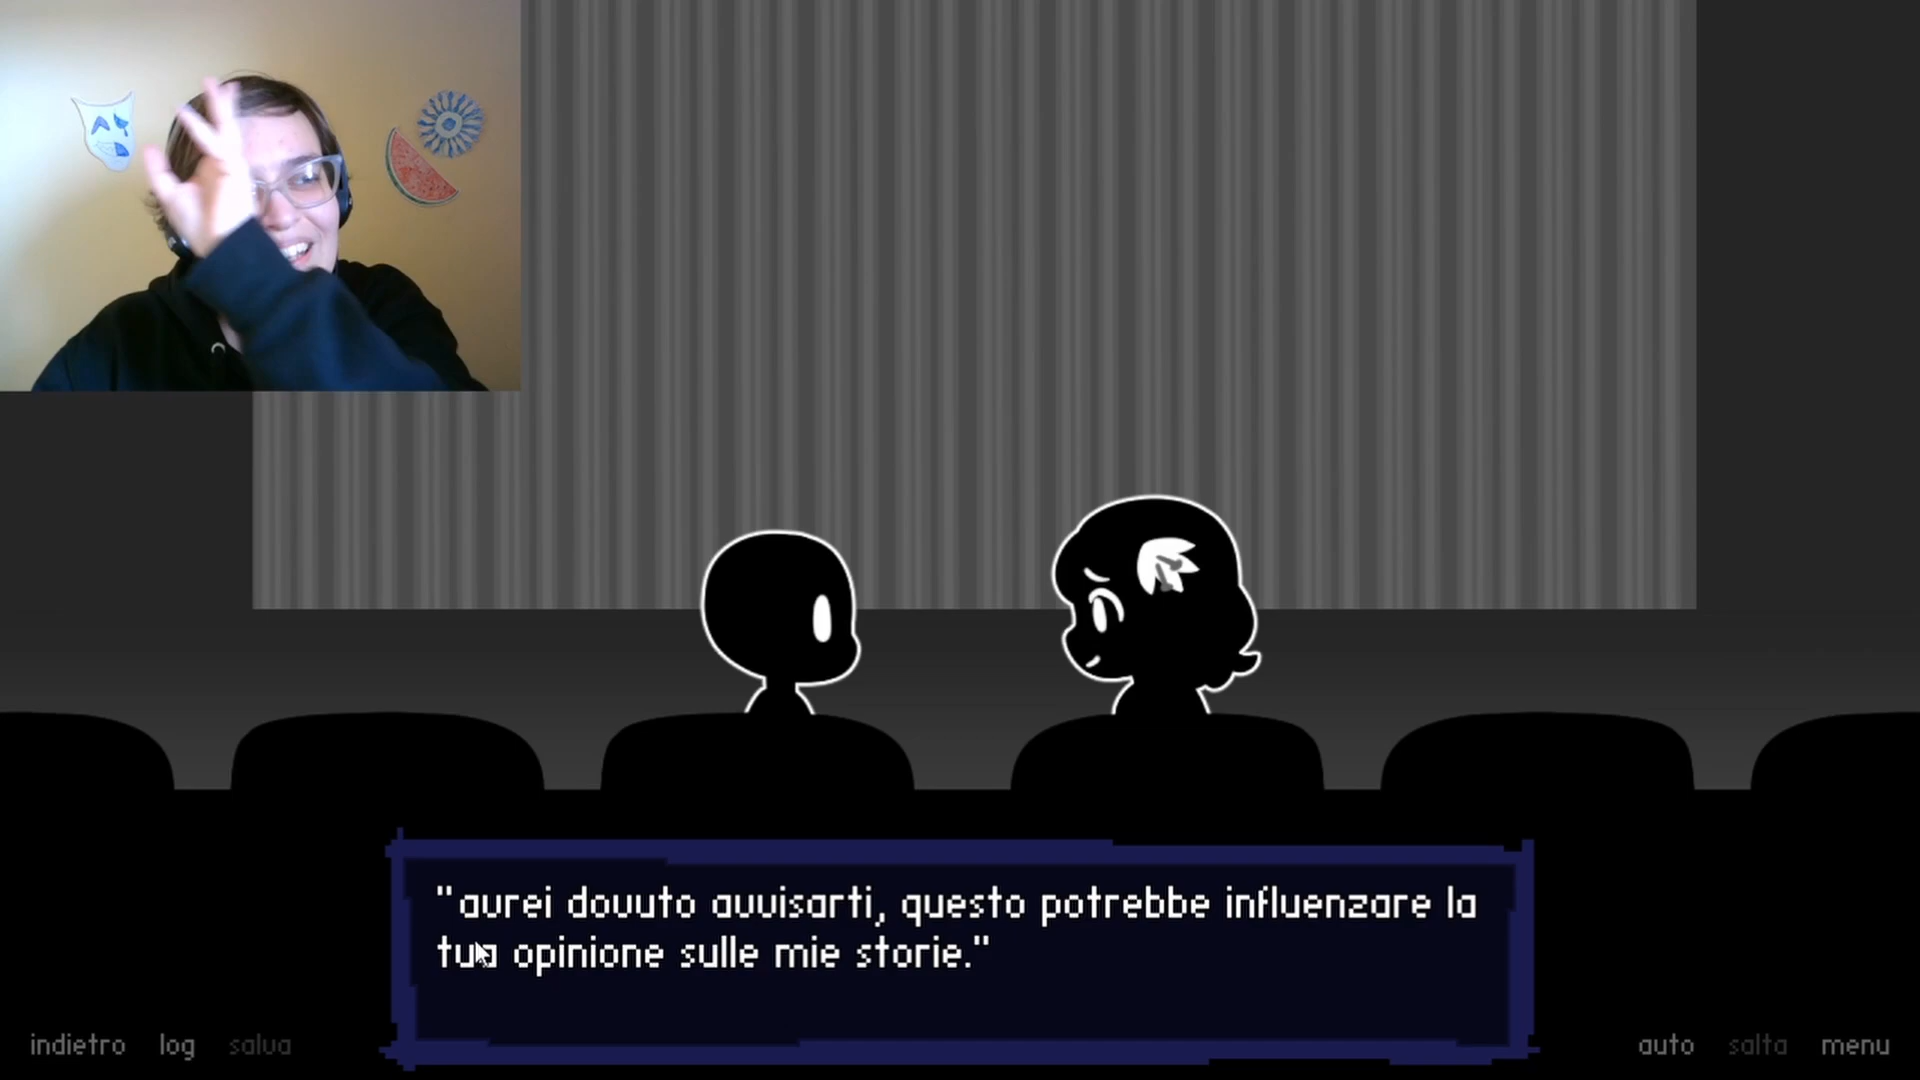 "avrei dovuto avvisarti, questo potrebbe influenzare la
tua opinione sulle mie storie."
indietro log salva
auto salta menu